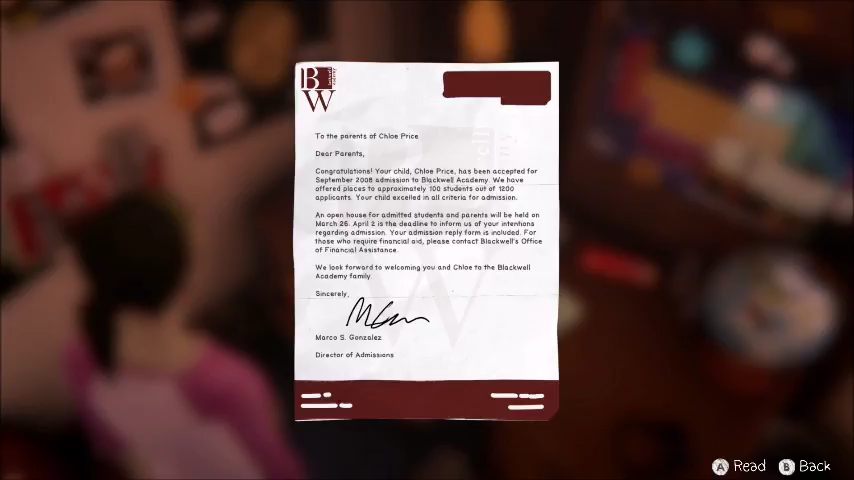 B
W
To the parents of Chloe Price
Dear Parents,
Congratulations! Your child, Chloe Price, has been accepted for
September 2008 admission to Blackwell Academy. We have
offered places to approximately 100 students out of 1200
applicants. Your child excelled in all criteria for admission.
An open house for admitted students and parents will be held on
March 26. April 2 is the deadline to inform us of your intentions
regarding admission. Your admission reply form is included. For
those who require financial aid, please contact Blackwell's Office
of Financial Assistance.
We look forward to welcoming you and Chloe to the Blackwell
Academy family.
Sincerely,
Marco S. Gonzalez
Director of Admissions
A Read B Back